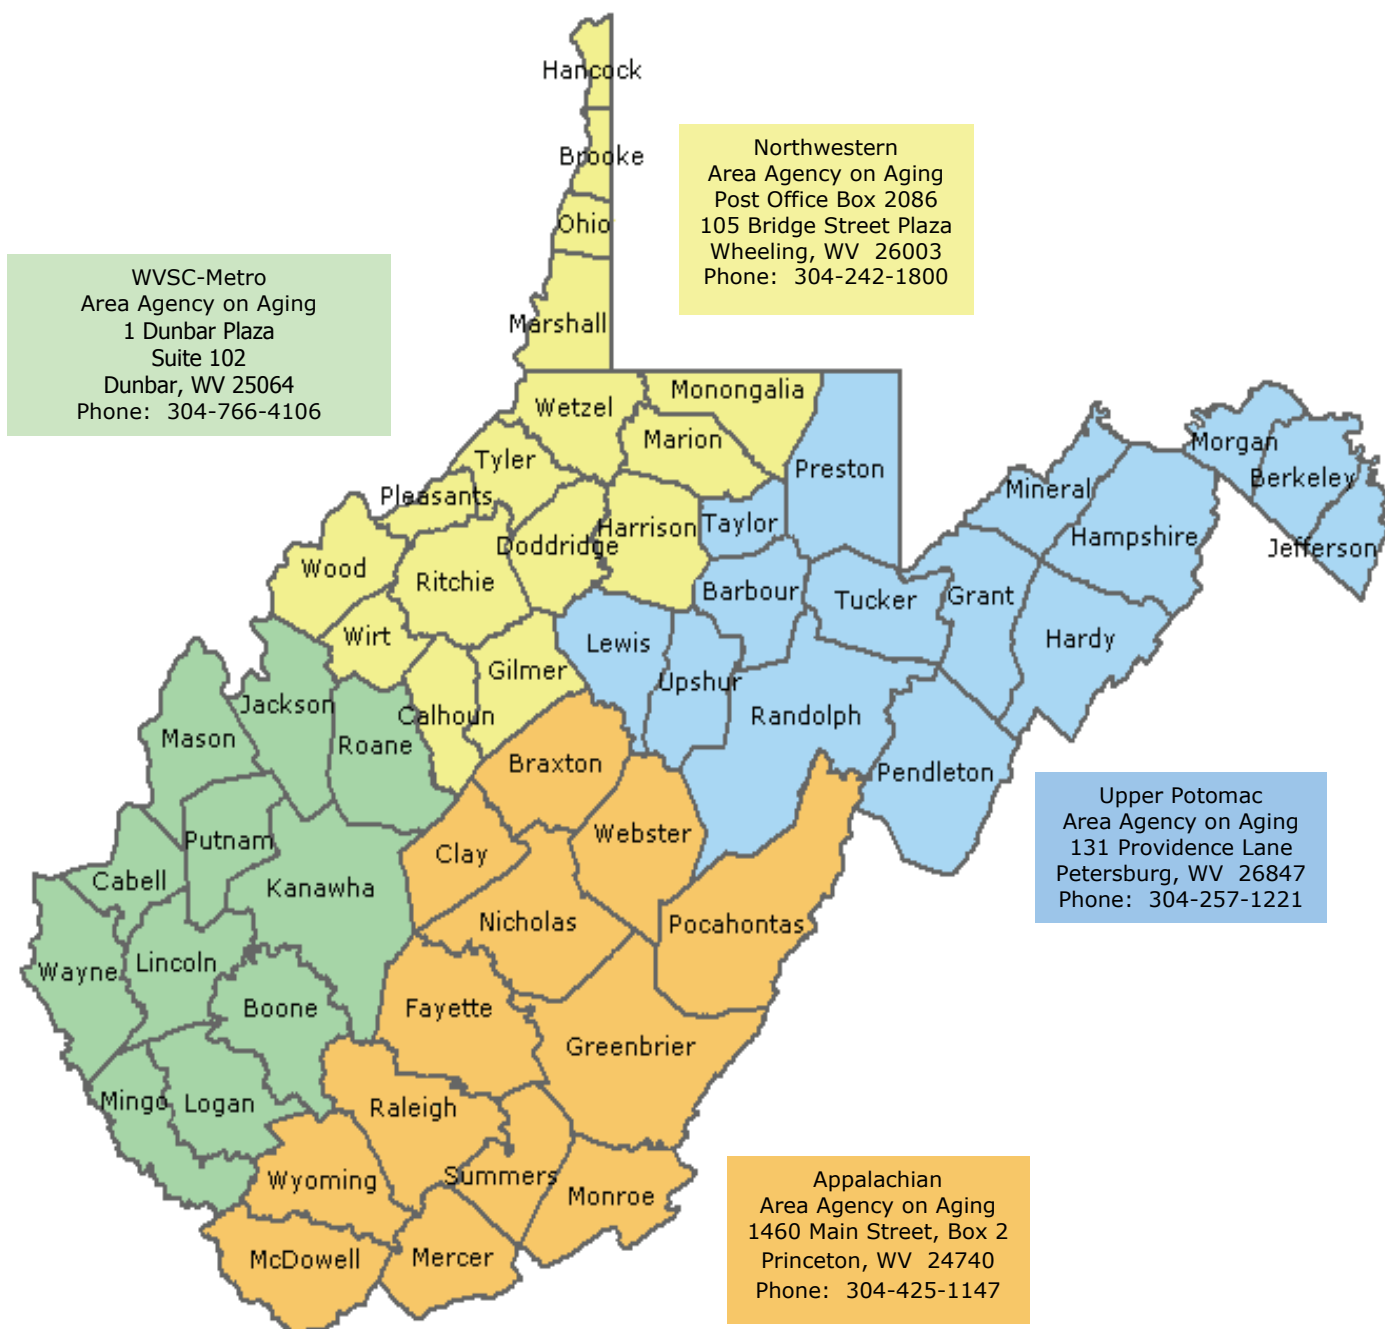 Hancock
Brooke
Northwestern
Area Agency on Aging
Post Office Box 2086
105 Bridge Street Plaza
Wheeling, WV  26003
Phone:  304-242-1800
Ohio
WVSC-Metro
Area Agency on Aging
1 Dunbar Plaza
Suite 102
Dunbar, WV 25064
Phone:  304-766-4106
Marshall
Monongalia
Wetzel
Marion
Tyler
Preston
Morgan
Berkeley
Mineral
Pleasants
Taylor
Harrison
Hampshire
Doddridge
Jefferson
Wood
Ritchie
Barbour
Tucker
Grant
Wirt
Lewis
Hardy
Gilmer
Upshur
Jackson
Calhoun
Randolph
Mason
Roane
Braxton
Pendleton
Upper Potomac
Area Agency on Aging
131 Providence Lane
Petersburg, WV  26847
Phone:  304-257-1221
Putnam
Webster
Clay
Cabell
Kanawha
Nicholas
Pocahontas
Wayne
Lincoln
Boone
Fayette
Greenbrier
Mingo
Logan
Raleigh
Wyoming
Summers
Monroe
McDowell
Mercer
Appalachian
Area Agency on Aging
1460 Main Street, Box 2
Princeton, WV  24740
Phone:  304-425-1147